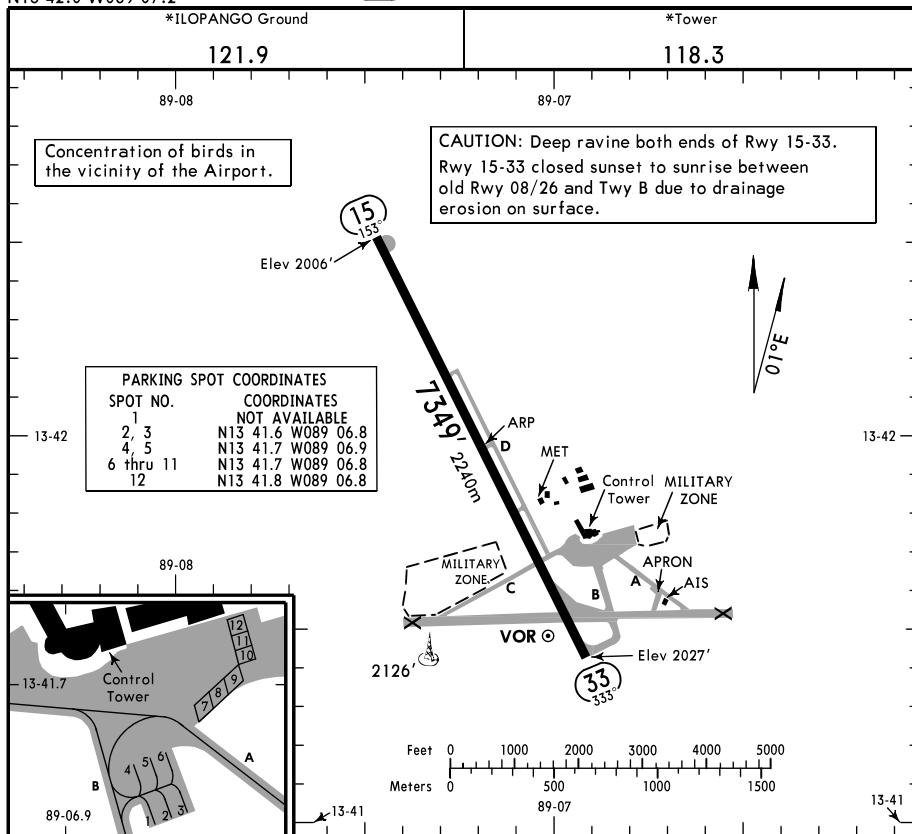 *ILOPANGO Ground
121.9
*Tower
118.3
89-08
89-07
Concentration of birds in
the vicinity of the Airport.
CAUTION: Deep ravine both ends of Rwy 15-33.
Rwy 15-33 closed sunset to sunrise between
old Rwy 08/26 and Twy B due to drainage
erosion on surface.
15
153°
Elev 2006'
01°E
PARKING SPOT COORDINATES
SPOT NO. COORDINATES
1 NOT AVAILABLE
2, 3 N13 41.6 W089 06.8
4, 5 N13 41.7 W089 06.9
6 thru 11 N13 41.7 W089 06.8
12 N13 41.8 W089 06.8
7349'
2240m
ARP
D
13-42
13-42
MET
Control
Tower
MILITARY
ZONE
MILITARY
ZONE
APRON
AIS
A
B
C
89-08
VOR
2126'
Elev 2027'
33
333°
12
11
10
9
8
7
13-41.7
Control
Tower
A
B
4 5 6
1 2 3
89-06.9
Feet 0 1000 2000 3000 4000 5000
Meters 0 500 1000 1500
13-41
89-07
13-41